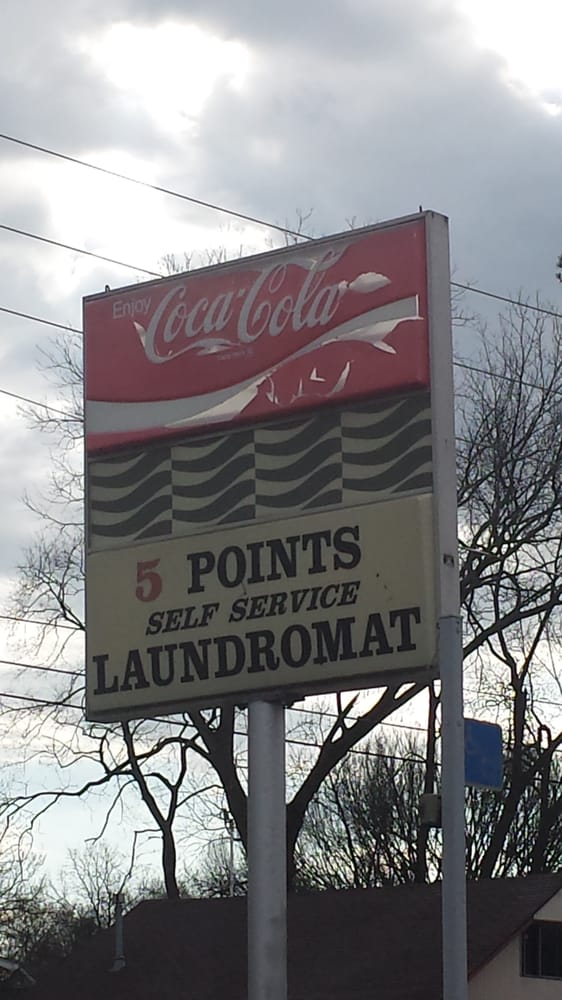 Enjoy
Coca-Cola
5 POINTS
SELF SERVICE
LAUNDROMAT